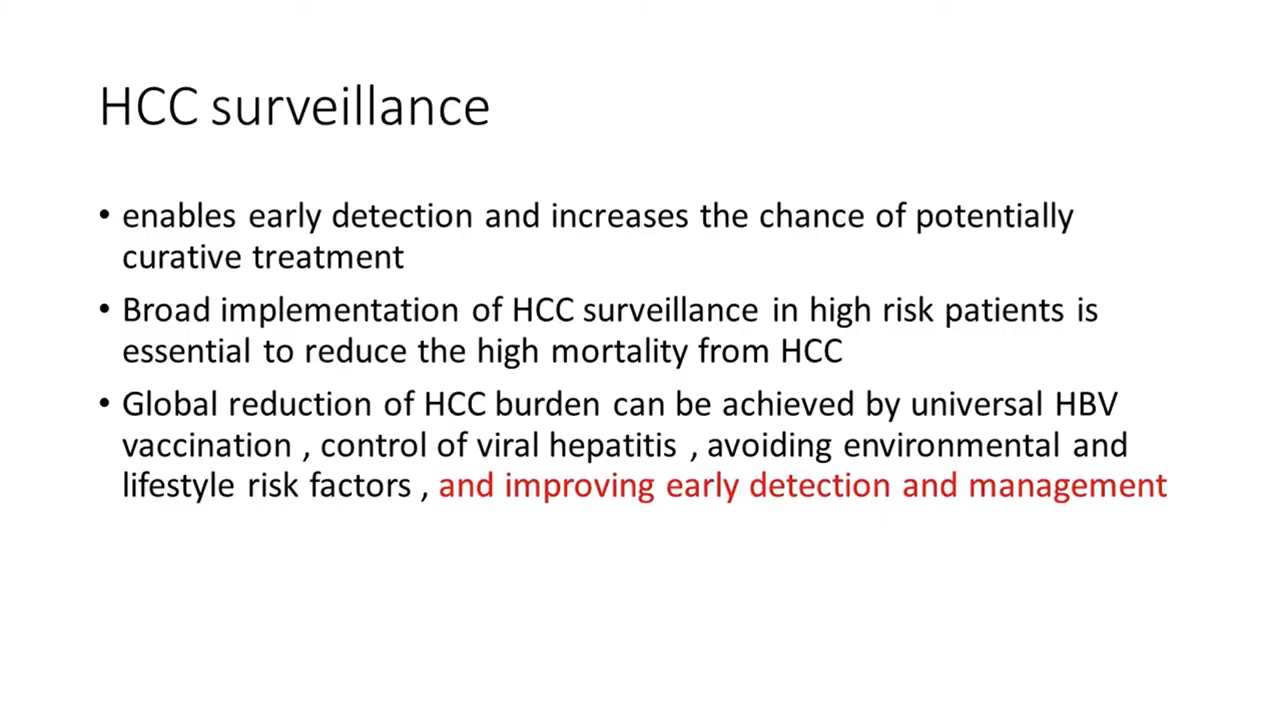 HCC surveillance
• enables early detection and increases the chance of potentially
curative treatment
• Broad implementation of HCC surveillance in high risk patients is
essential to reduce the high mortality from HCC
• Global reduction of HCC burden can be achieved by universal HBV
vaccination , control of viral hepatitis , avoiding environmental and
lifestyle risk factors , and improving early detection and management